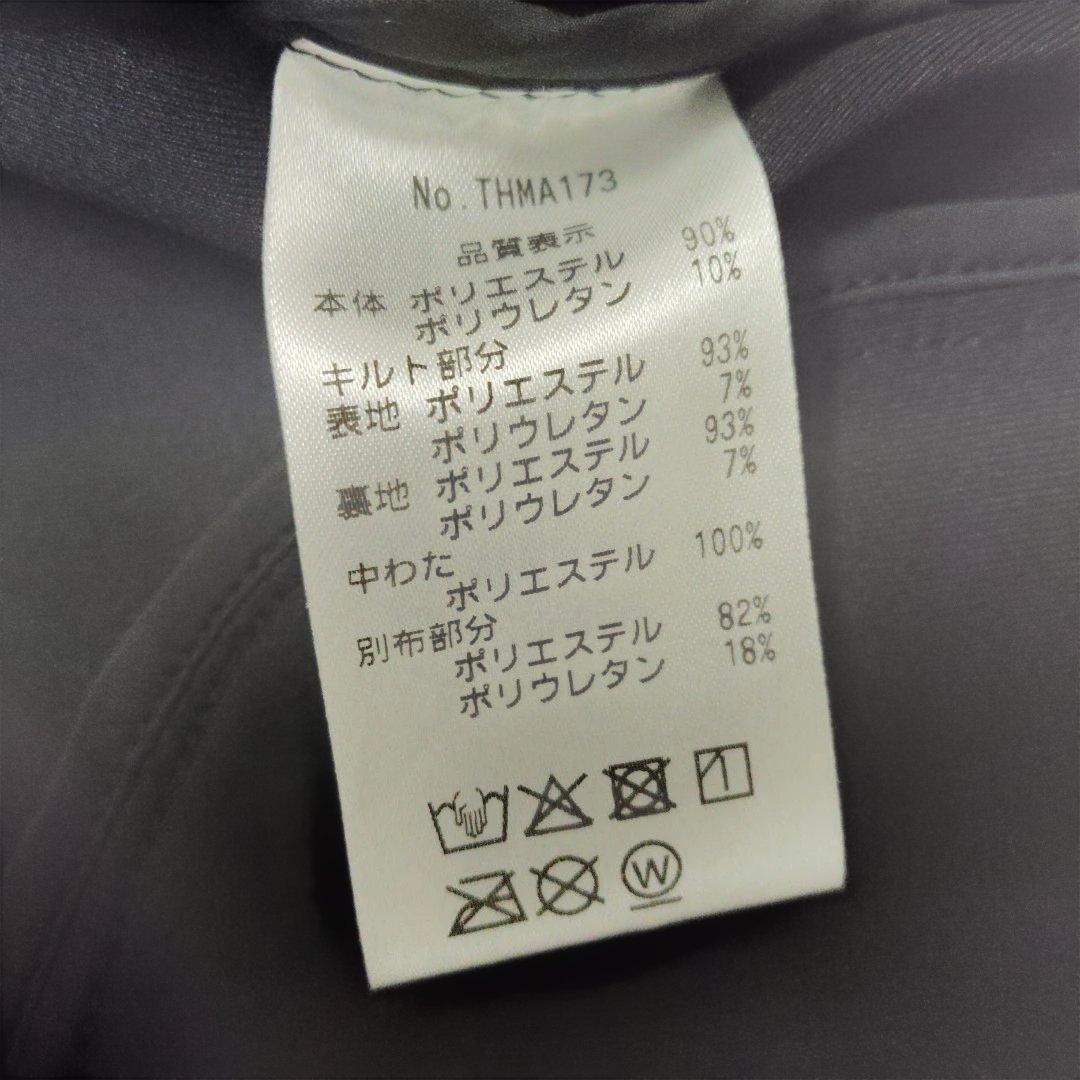 No.THMA173
品質表示
本体 ポリエステル 90%
ポリウレタン 10%
キルト部分
表地 ポリエステル 93%
ポリウレタン 7%
裏地 ポリエステル 93%
ポリウレタン 7%
中わた
ポリエステル 100%
別布部分
ポリエステル 82%
ポリウレタン 18%
W